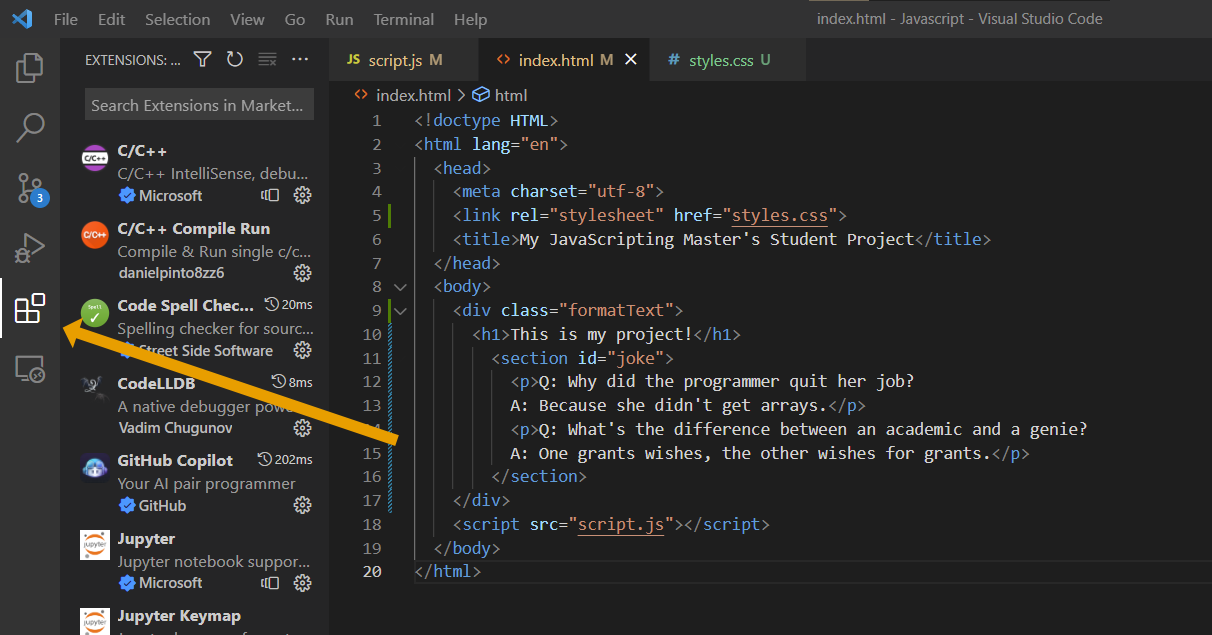 File Edit Selection View Go Run Terminal Help
index.html - Javascript - Visual Studio Code
EXTENSIONS: ...
Search Extensions in Market...
3
C/C++
C/C++
C/C++ IntelliSense, debu...
Microsoft
C/C++
C/C++ Compile Run
Compile & Run single c/c...
danielpinto8zz6
Spell
Code Spell Chec... 20ms
Spelling checker for sourc...
Street Side Software
CodeLLDB 8ms
A native debugger pow
Vadim Chugunov
GitHub Copilot 202ms
Your AI pair programmer
GitHub
jupyter
Jupyter
Jupyter notebook suppor...
Microsoft
jupyter
Jupyter Keymap
JS script.js M
<> index.html M
# styles.css U
<> index.html > html
1 <!doctype HTML>
2 <html lang="en">
3 <head>
4 <meta charset="utf-8">
5 <link rel="stylesheet" href="styles.css">
6 <title>My JavaScripting Master's Student Project</title>
7 </head>
8 <body>
9 <div class="formatText">
10 <h1>This is my project!</h1>
11 <section id="joke">
12 <p>Q: Why did the programmer quit her job?
13 A: Because she didn't get arrays.</p>
<p>Q: What's the difference between an academic and a genie?
15 A: One grants wishes, the other wishes for grants.</p>
16 </section>
17 </div>
18 <script src="script.js"></script>
19 </body>
20 </html>